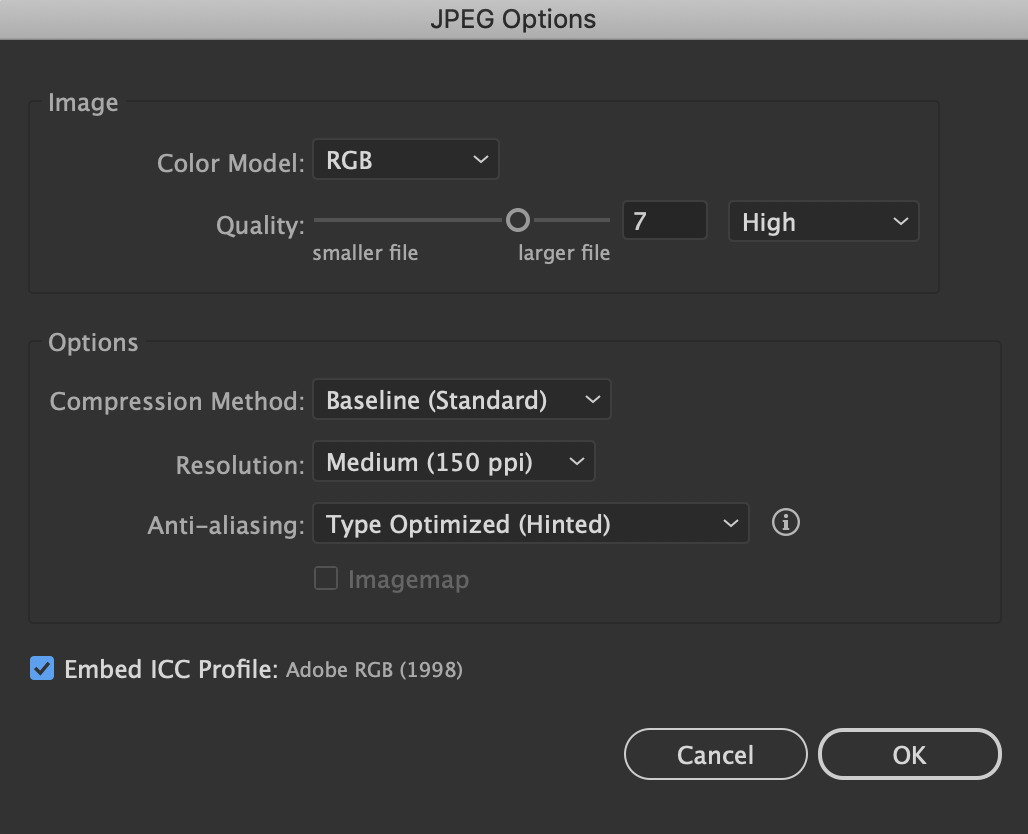 JPEG Options
Image
Color Model: RGB
Quality: 7 High
smaller file larger file
Options
Compression Method: Baseline (Standard)
Resolution: Medium (150 ppi)
Anti-aliasing: Type Optimized (Hinted)
Imagemap
Embed ICC Profile: Adobe RGB (1998)
Cancel OK